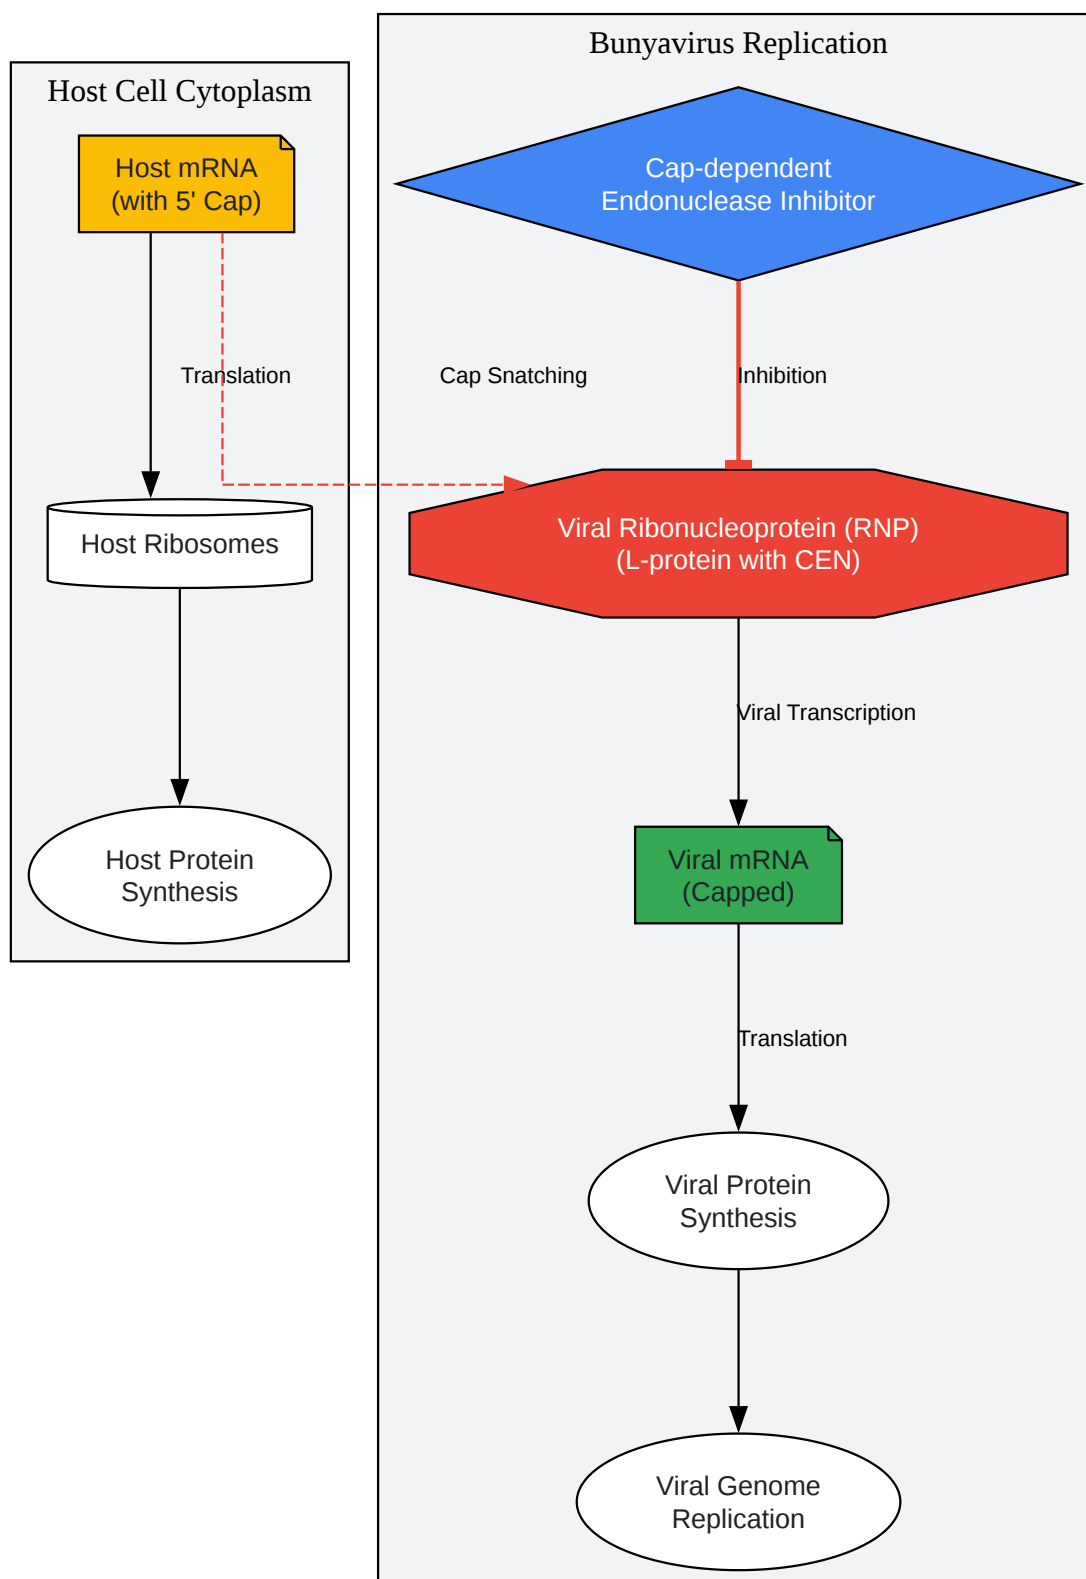 Host Cell Cytoplasm
Host mRNA
(with 5' Cap)
Translation
Host Ribosomes
Host Protein
Synthesis
Bunyavirus Replication
Cap-dependent
Endonuclease Inhibitor
Cap Snatching
Inhibition
Viral Ribonucleoprotein (RNP)
(L-protein with CEN)
Viral Transcription
Viral mRNA
(Capped)
Translation
Viral Protein
Synthesis
Viral Genome
Replication